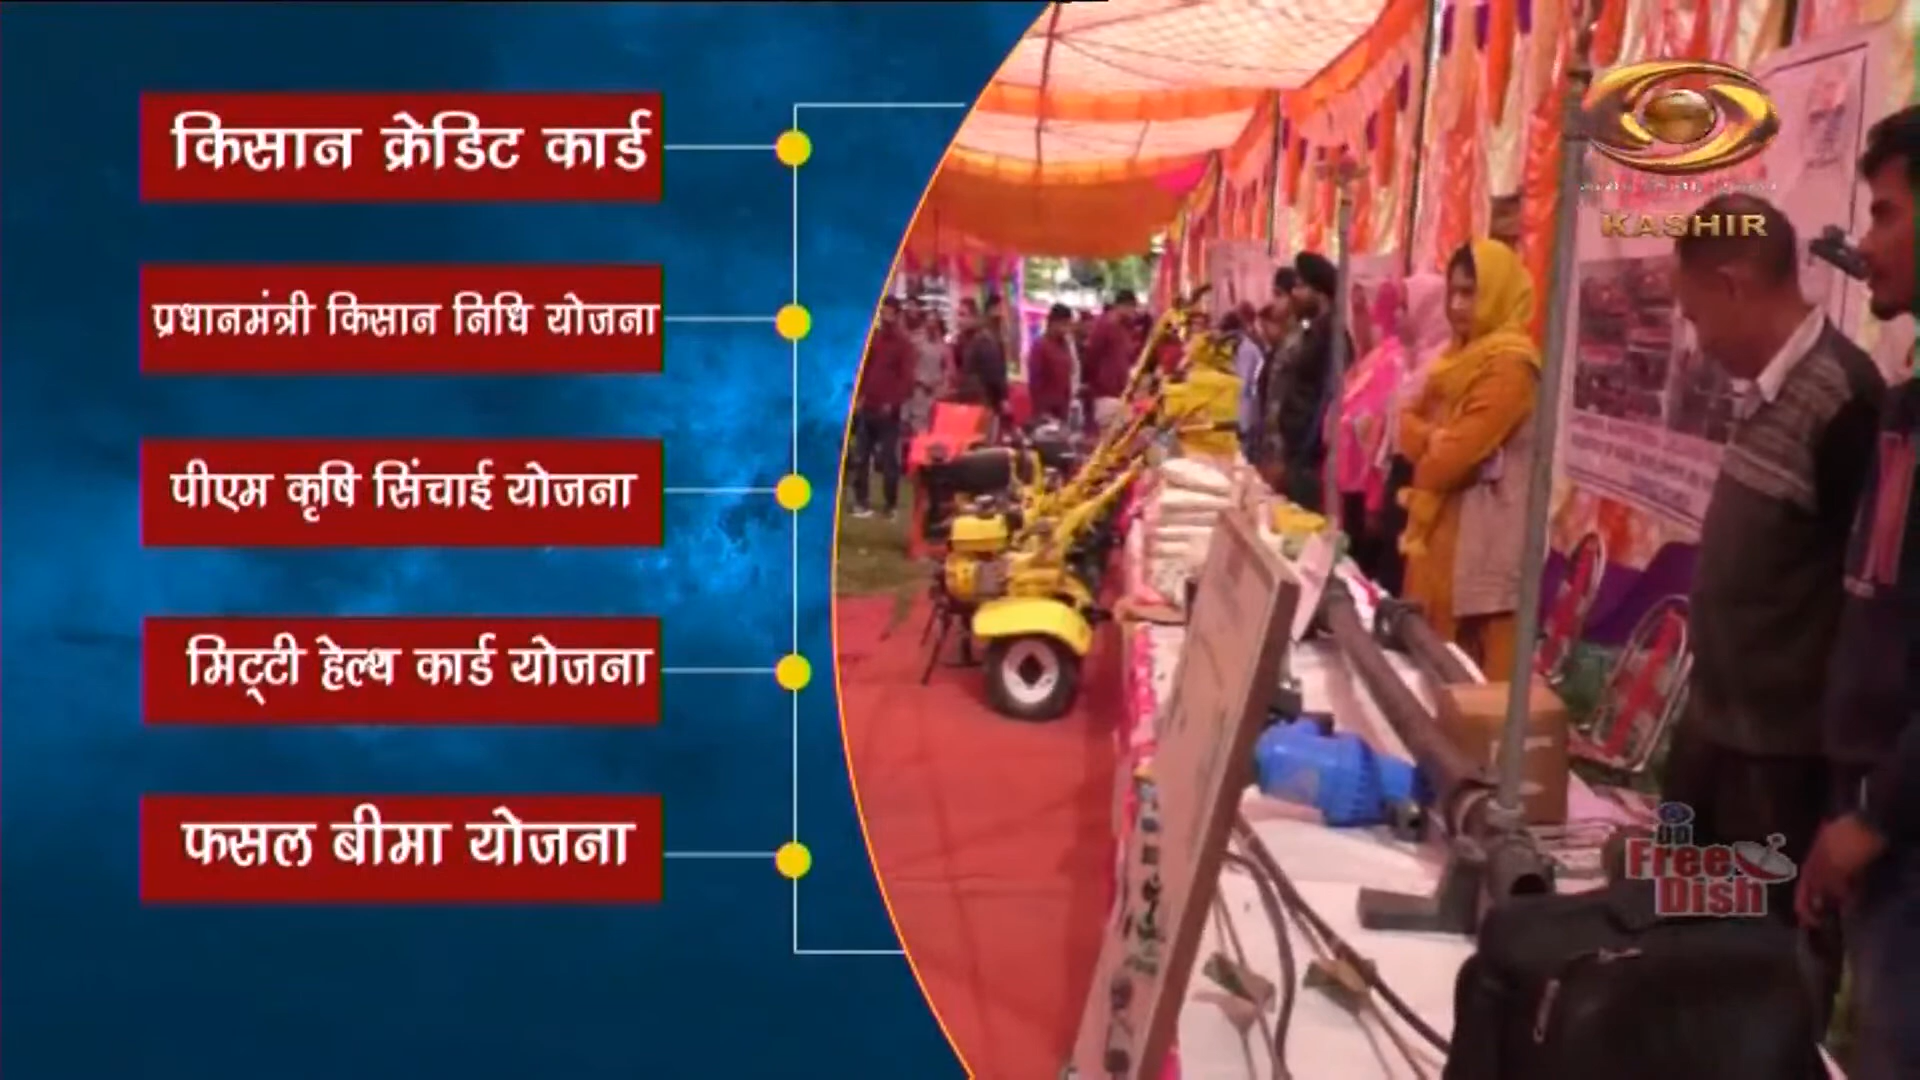 किसान क्रेडिट कार्ड
प्रधानमंत्री किसान निधि योजना
पीएम कृषि सिंचाई योजना
मिट्टी हेल्थ कार्ड योजना
फसल बीमा योजना
KASHIR
DD
Free
Dish